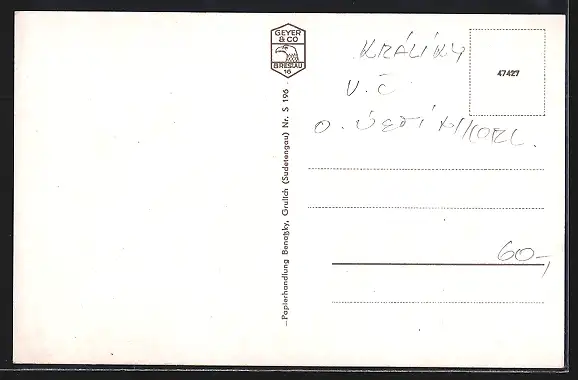 GEYER
& CO
BRESLAU
16
Papierhandlung Benatzky, Grulich (Sudetengau) Nr. S 196
KRÁLÍKY
V. Č.
O. ÚSTÍ N/ORL.
47427
60,-